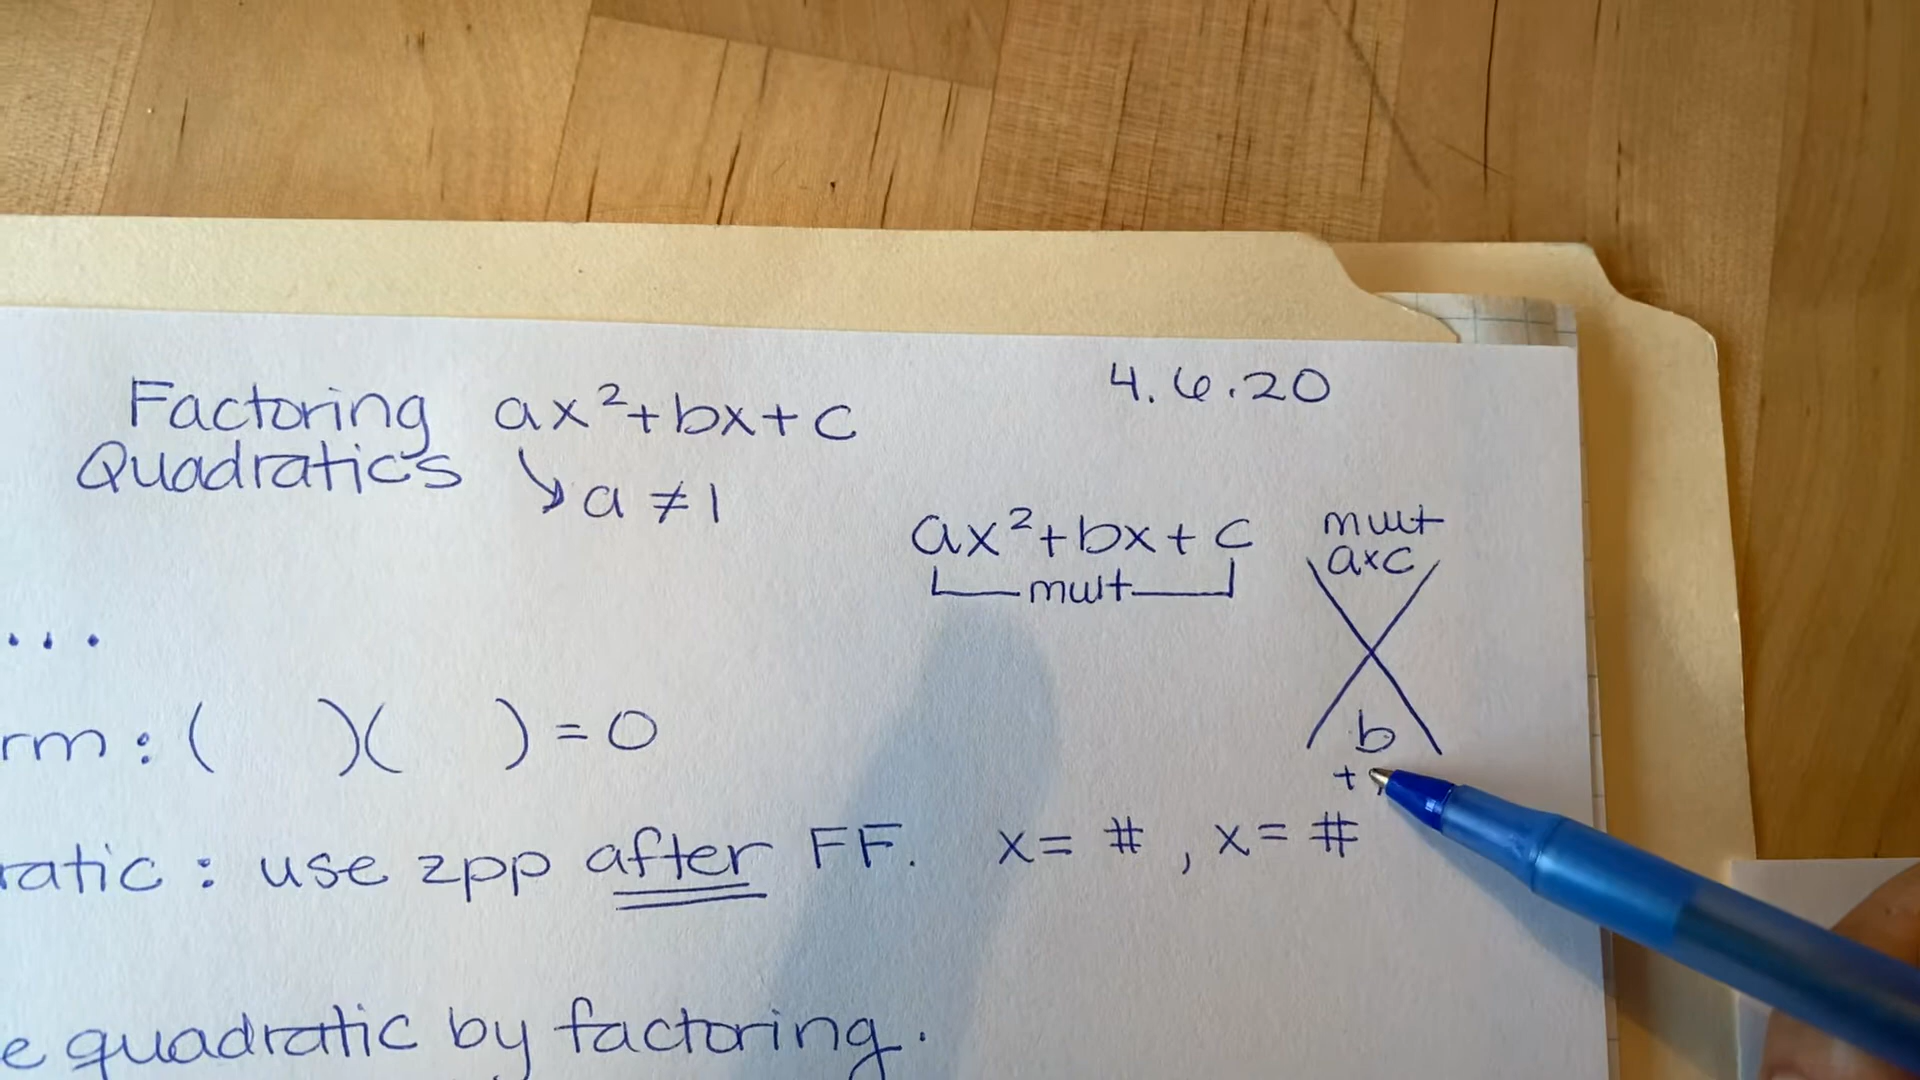 Factoring ax²+bx+c 4.6.20
Quadratics ↘ a ≠ 1
ax²+bx+c mult
mult axc
...
b
rm : ( )( ) = 0
+
ratic : use zpp after FF. x= # , x= #
e quadratic by factoring.